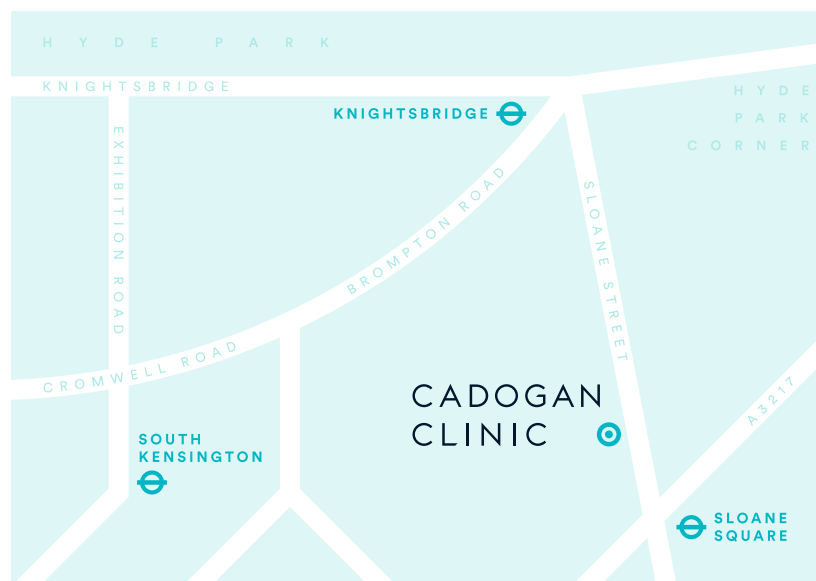 HYDE PARK
KNIGHTSBRIDGE
KNIGHTSBRIDGE
HYDE
PARK
CORNER
EXHIBITION ROAD
BROMPTON ROAD
SLOANE STREET
CROMWELL ROAD
CADOGAN
CLINIC
A3217
SOUTH
KENSINGTON
SLOANE
SQUARE